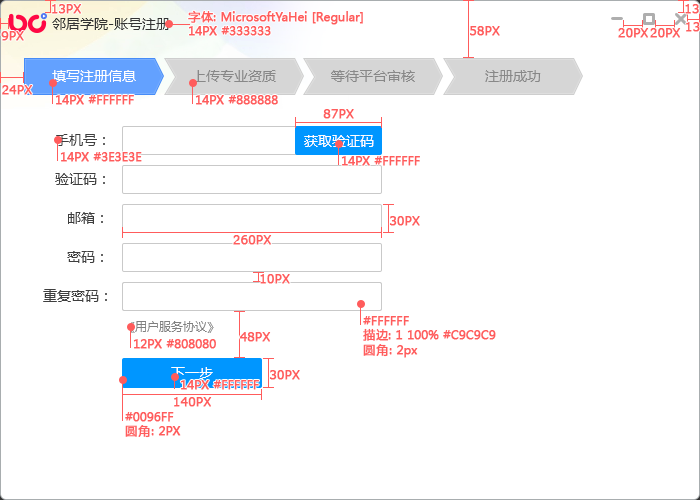 13PX
字体: MicrosoftYaHei [Regular]
13
邻居学院-账号注册
14PX #333333
58PX
20PX 20PX
13
9PX
填写注册信息 上传专业资质 等待平台审核 注册成功
24PX
14PX #FFFFFF 14PX #888888
87PX
手机号： 获取验证码
14PX #3E3E3E 14PX #FFFFFF
验证码：
邮箱： 30PX
260PX
密码：
10PX
重复密码：
#FFFFFF
《用户服务协议》 48PX 描边: 1 100% #C9C9C9
12PX #808080 圆角: 2px
下一步 30PX
14PX #FFFFFF
140PX
#0096FF
圆角: 2PX